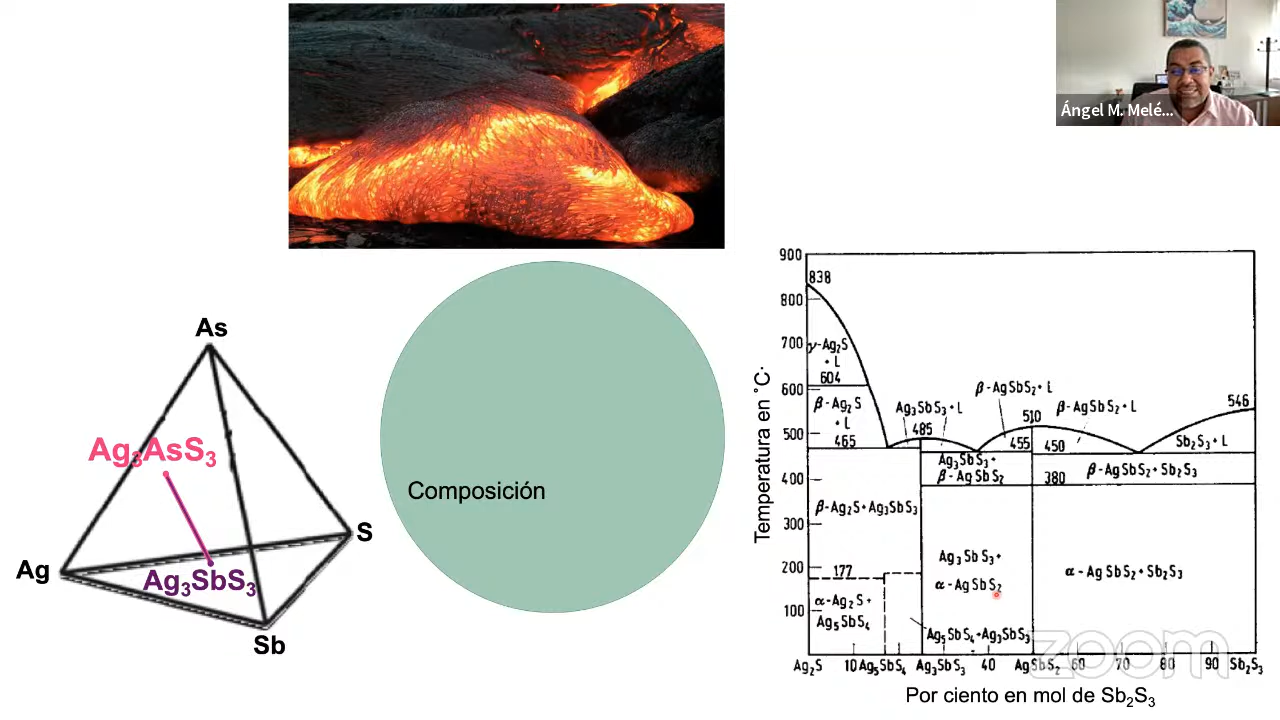 Ángel M. Melé...
As
Ag₃AsS₃
S
Ag
Ag₃SbS₃
Sb
Composición
Temperatura en °C·
900
800
700
600
500
400
300
200
100
838
γ-Ag₂S
+ L
604
β-Ag₂S
+ L
465
Ag₃SbS₃+L
485
β-AgSbS₂+L
510
β-AgSbS₂+L
546
455
450
Sb₂S₃+L
Ag₃SbS₃+
β-AgSbS₂
380
β-AgSbS₂+Sb₂S₃
β-Ag₂S+Ag₃SbS₃
177
Ag₃SbS₃+
α-AgSbS₂
α-AgSbS₂+Sb₂S₃
α-Ag₂S+
Ag₅SbS₄
Ag₅SbS₄+Ag₃SbS₃
zoom
Ag₂S 10 Ag₅SbS₄ Ag₃SbS₃ 40 AgSbS₂ 60 70 80 90 Sb₂S₃
Por ciento en mol de Sb₂S₃